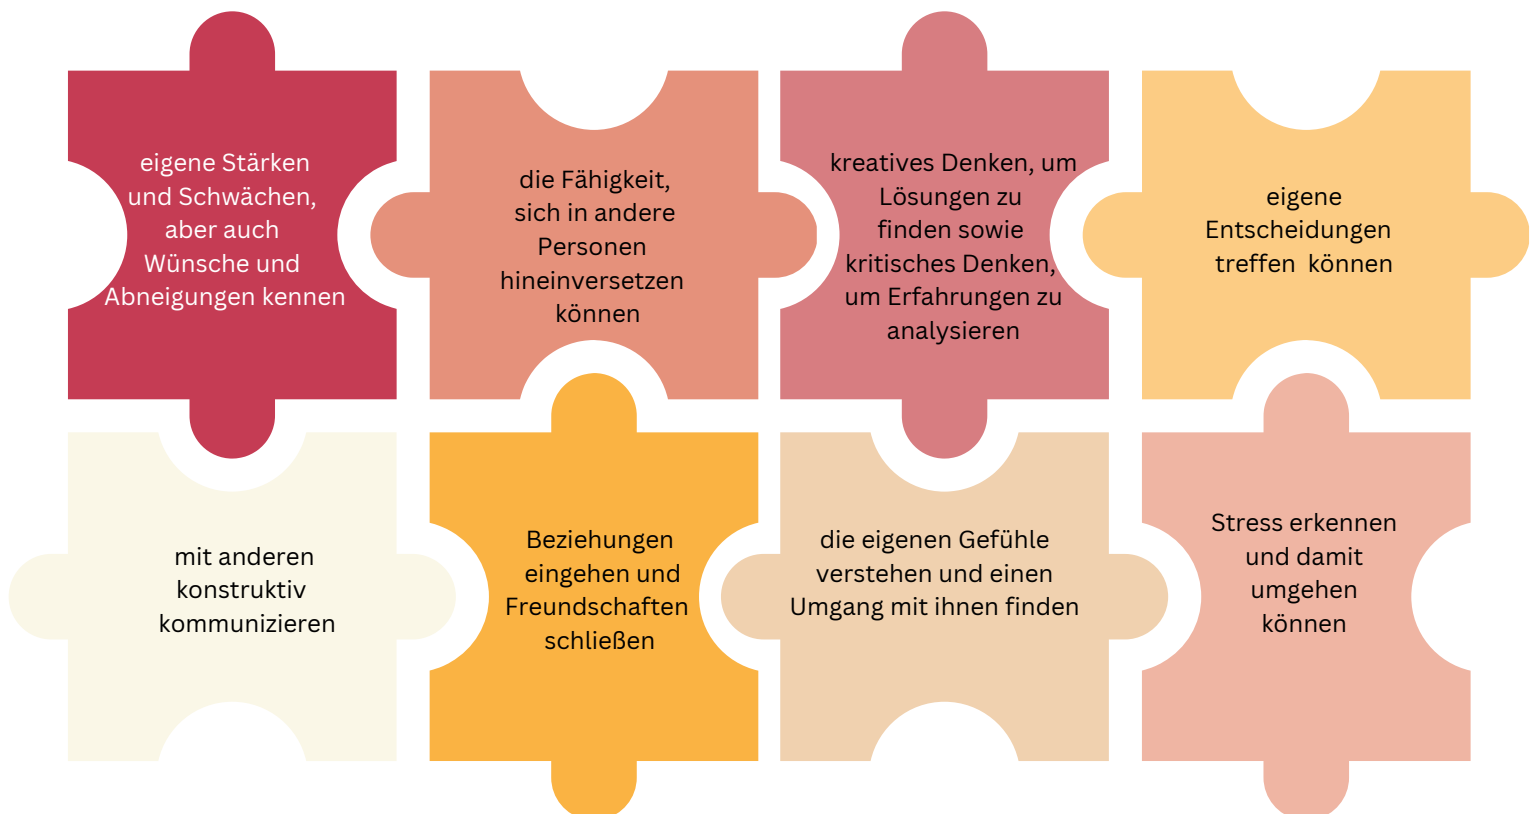 eigene Stärken
und Schwächen,
aber auch
Wünsche und
Abneigungen kennen
die Fähigkeit,
sich in andere
Personen
hineinversetzen
können
kreatives Denken, um
Lösungen zu
finden sowie
kritisches Denken,
um Erfahrungen zu
analysieren
eigene
Entscheidungen
treffen  können
mit anderen
konstruktiv
kommunizieren
Beziehungen
eingehen und
Freundschaften
schließen
die eigenen Gefühle
verstehen und einen
Umgang mit ihnen finden
Stress erkennen
und damit
umgehen
können